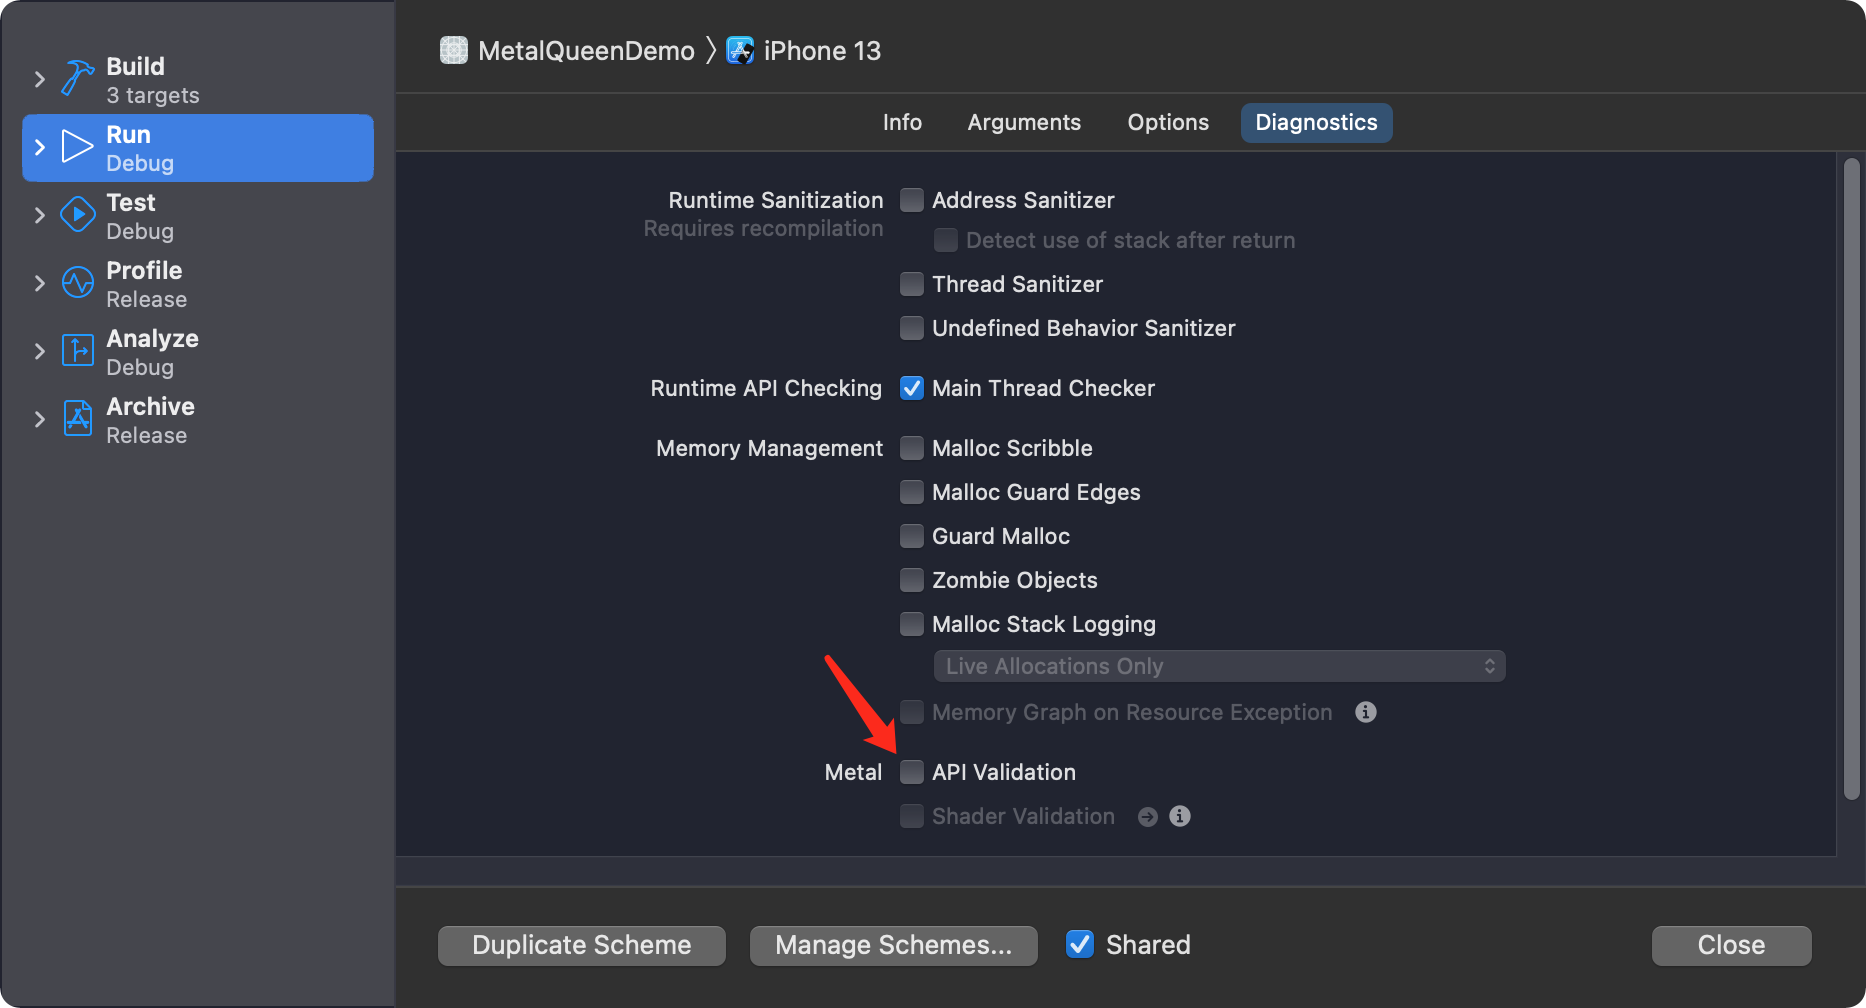 MetalQueenDemo
iPhone 13
Build
3 targets
Run
Debug
Test
Debug
Profile
Release
Analyze
Debug
Archive
Release
Info
Arguments
Options
Diagnostics
Runtime Sanitization
Requires recompilation
Address Sanitizer
Detect use of stack after return
Thread Sanitizer
Undefined Behavior Sanitizer
Runtime API Checking
Main Thread Checker
Memory Management
Malloc Scribble
Malloc Guard Edges
Guard Malloc
Zombie Objects
Malloc Stack Logging
Live Allocations Only
Memory Graph on Resource Exception
Metal
API Validation
Shader Validation
Duplicate Scheme
Manage Schemes...
Shared
Close